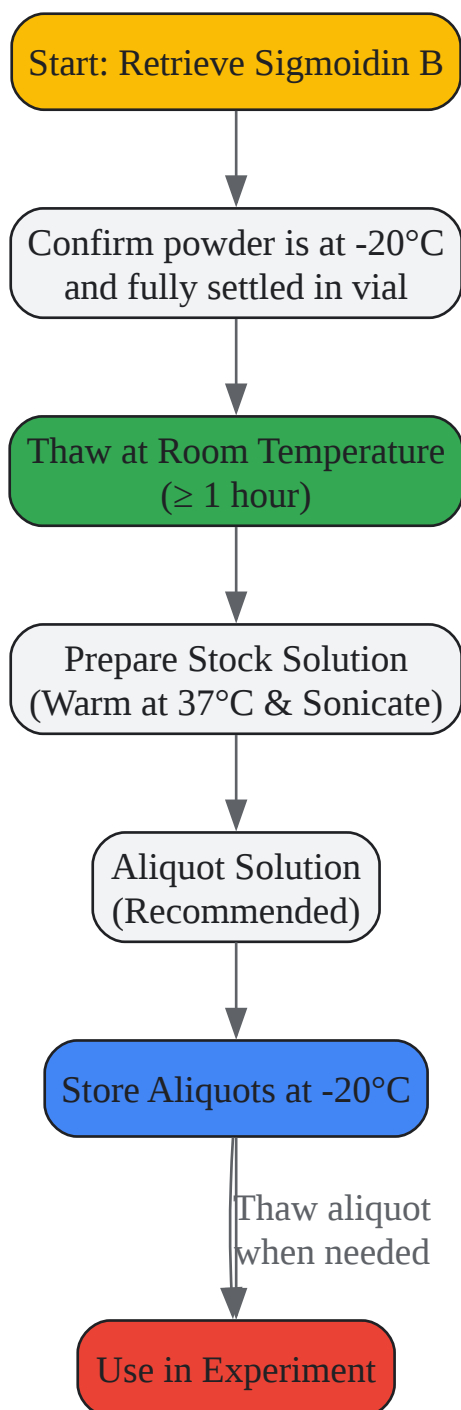 Start: Retrieve Sigmoidin B
Confirm powder is at -20°C
and fully settled in vial
Thaw at Room Temperature
(≥ 1 hour)
Prepare Stock Solution
(Warm at 37°C & Sonicate)
Aliquot Solution
(Recommended)
Store Aliquots at -20°C
Thaw aliquot
when needed
Use in Experiment